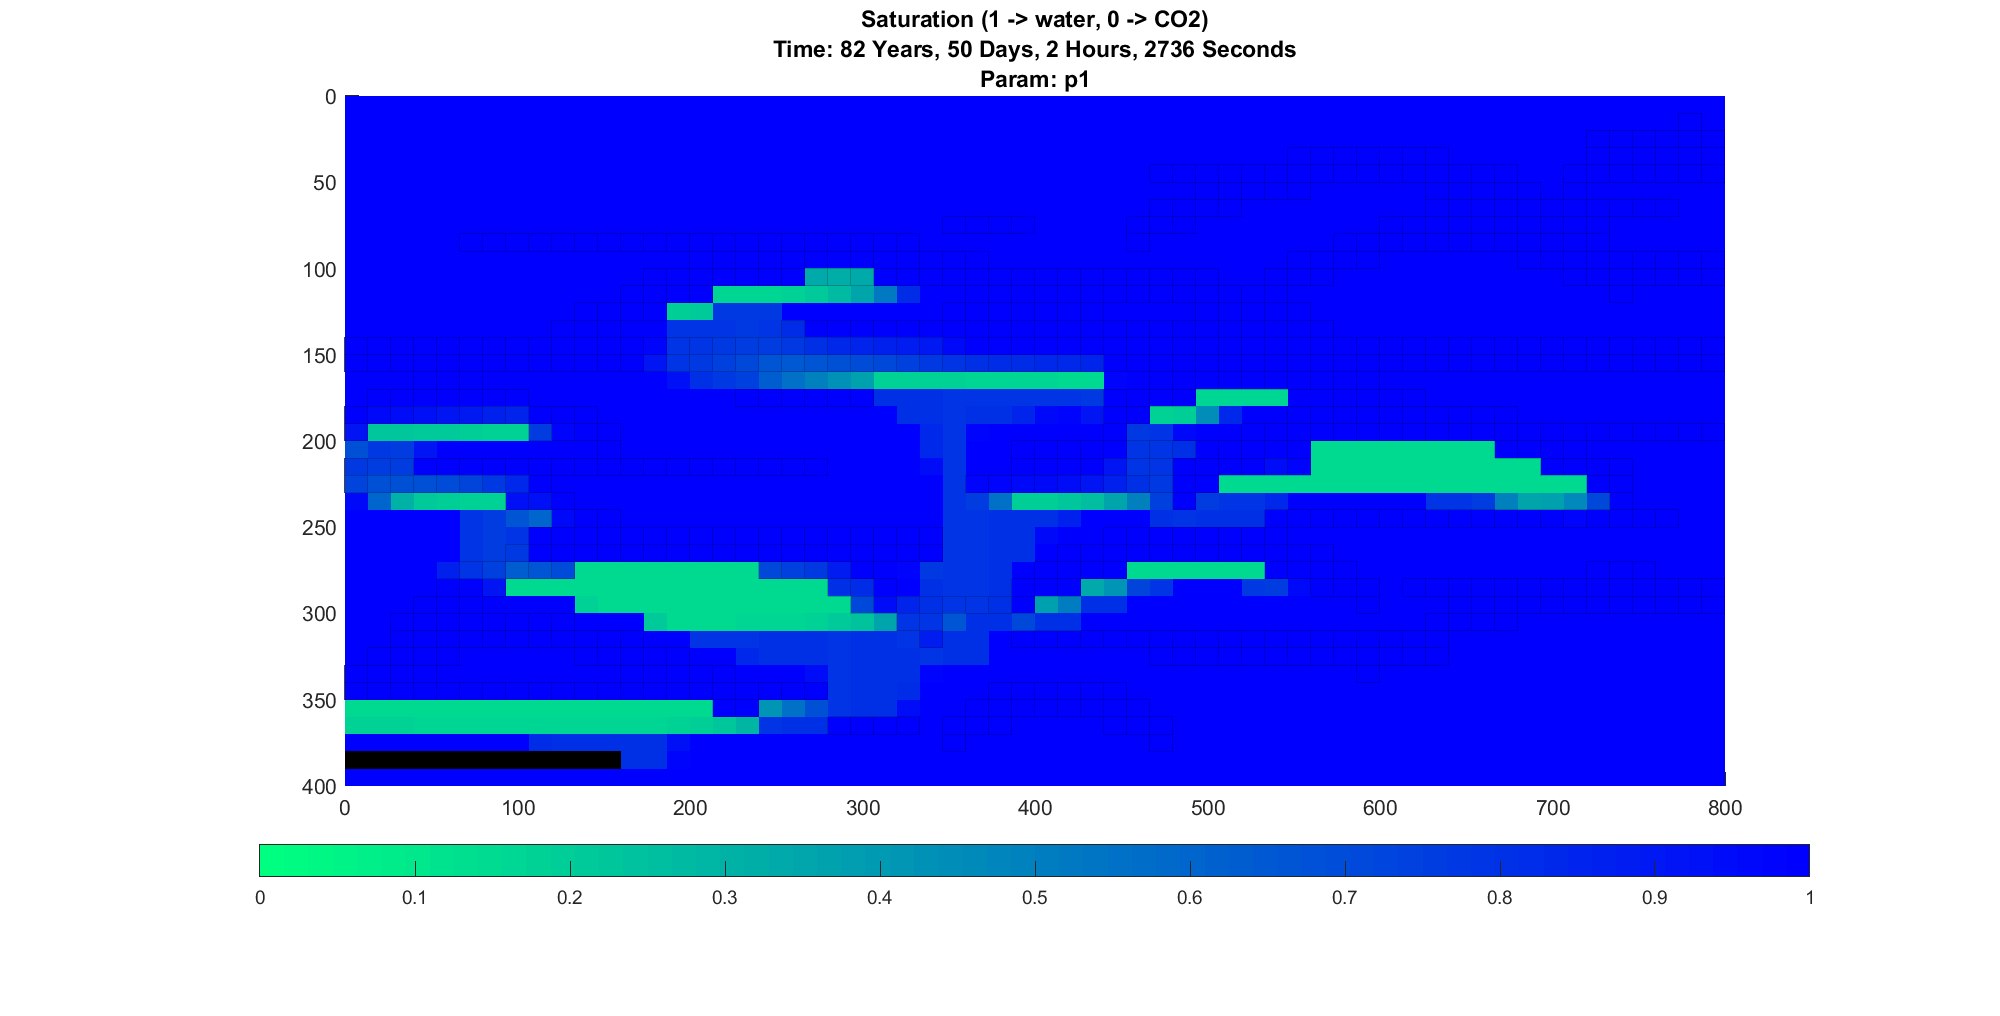 Saturation (1 -> water, 0 -> CO2)
Time: 82 Years, 50 Days, 2 Hours, 2736 Seconds
Param: p1
0
50
100
150
200
250
300
350
400
0 100 200 300 400 500 600 700 800
0 0.1 0.2 0.3 0.4 0.5 0.6 0.7 0.8 0.9 1